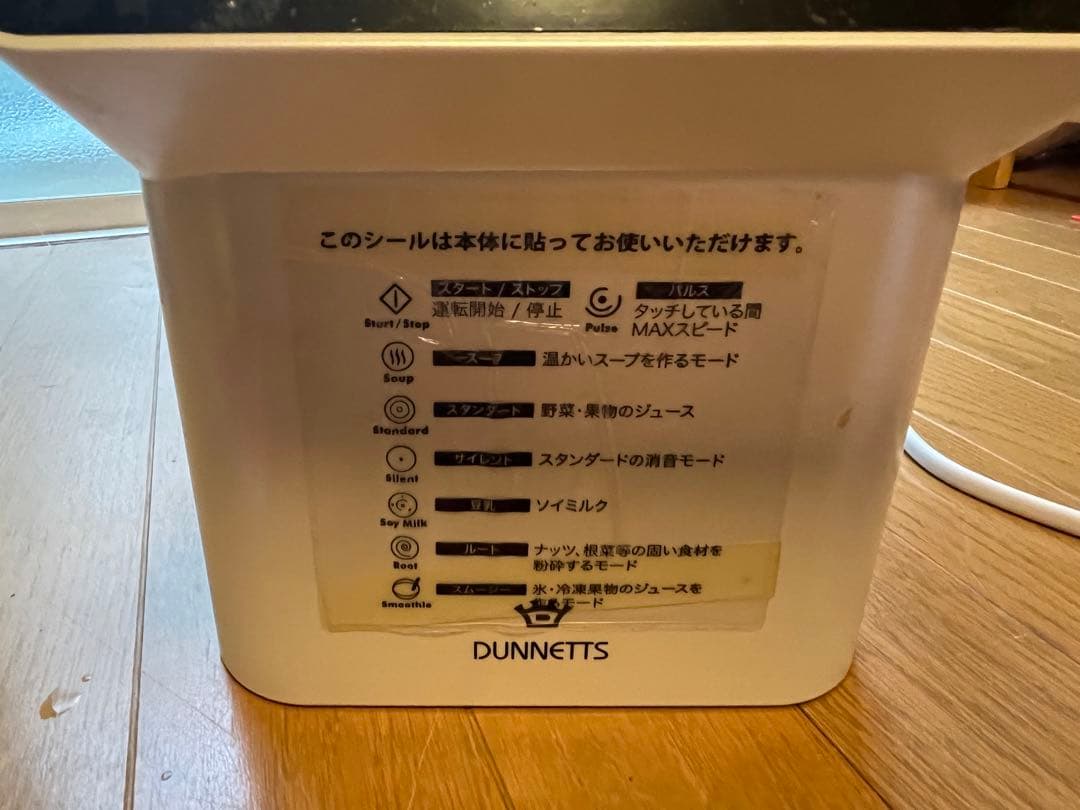 このシールは本体に貼ってお使いいただけます。
スタート / ストップ
運転開始 / 停止
Start/Stop
パルス
タッチしている間
MAXスピード
Pulse
スープ
温かいスープを作るモード
Soup
スタンダード
野菜・果物のジュース
Standard
サイレント
スタンダードの消音モード
Silent
豆乳
ソイミルク
Soy Milk
ルート
ナッツ、根菜等の固い食材を
粉砕するモード
Root
スムージー
氷・冷凍果物のジュースを
作るモード
Smoothie
D
DUNNETTS